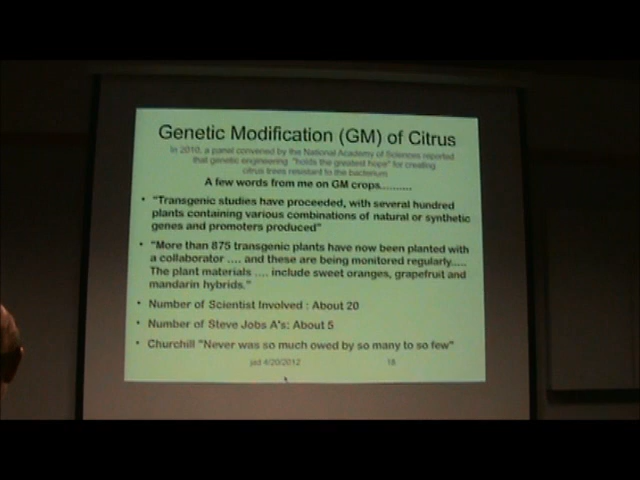 Genetic Modification (GM) of Citrus
In 2010, a panel convened by the National Academy of Sciences reported
that genetic engineering "holds the greatest hope" for creating
citrus trees resistant to the bacterium
A few words from me on GM crops..........
• "Transgenic studies have proceeded, with several hundred
plants containing various combinations of natural or synthetic
genes and promoters produced"
• "More than 875 transgenic plants have now been planted with
a collaborator .... and these are being monitored regularly.....
The plant materials .... include sweet oranges, grapefruit and
mandarin hybrids."
• Number of Scientist Involved : About 20
• Number of Steve Jobs A's: About 5
• Churchill "Never was so much owed by so many to so few"
jad 4/20/2012 18